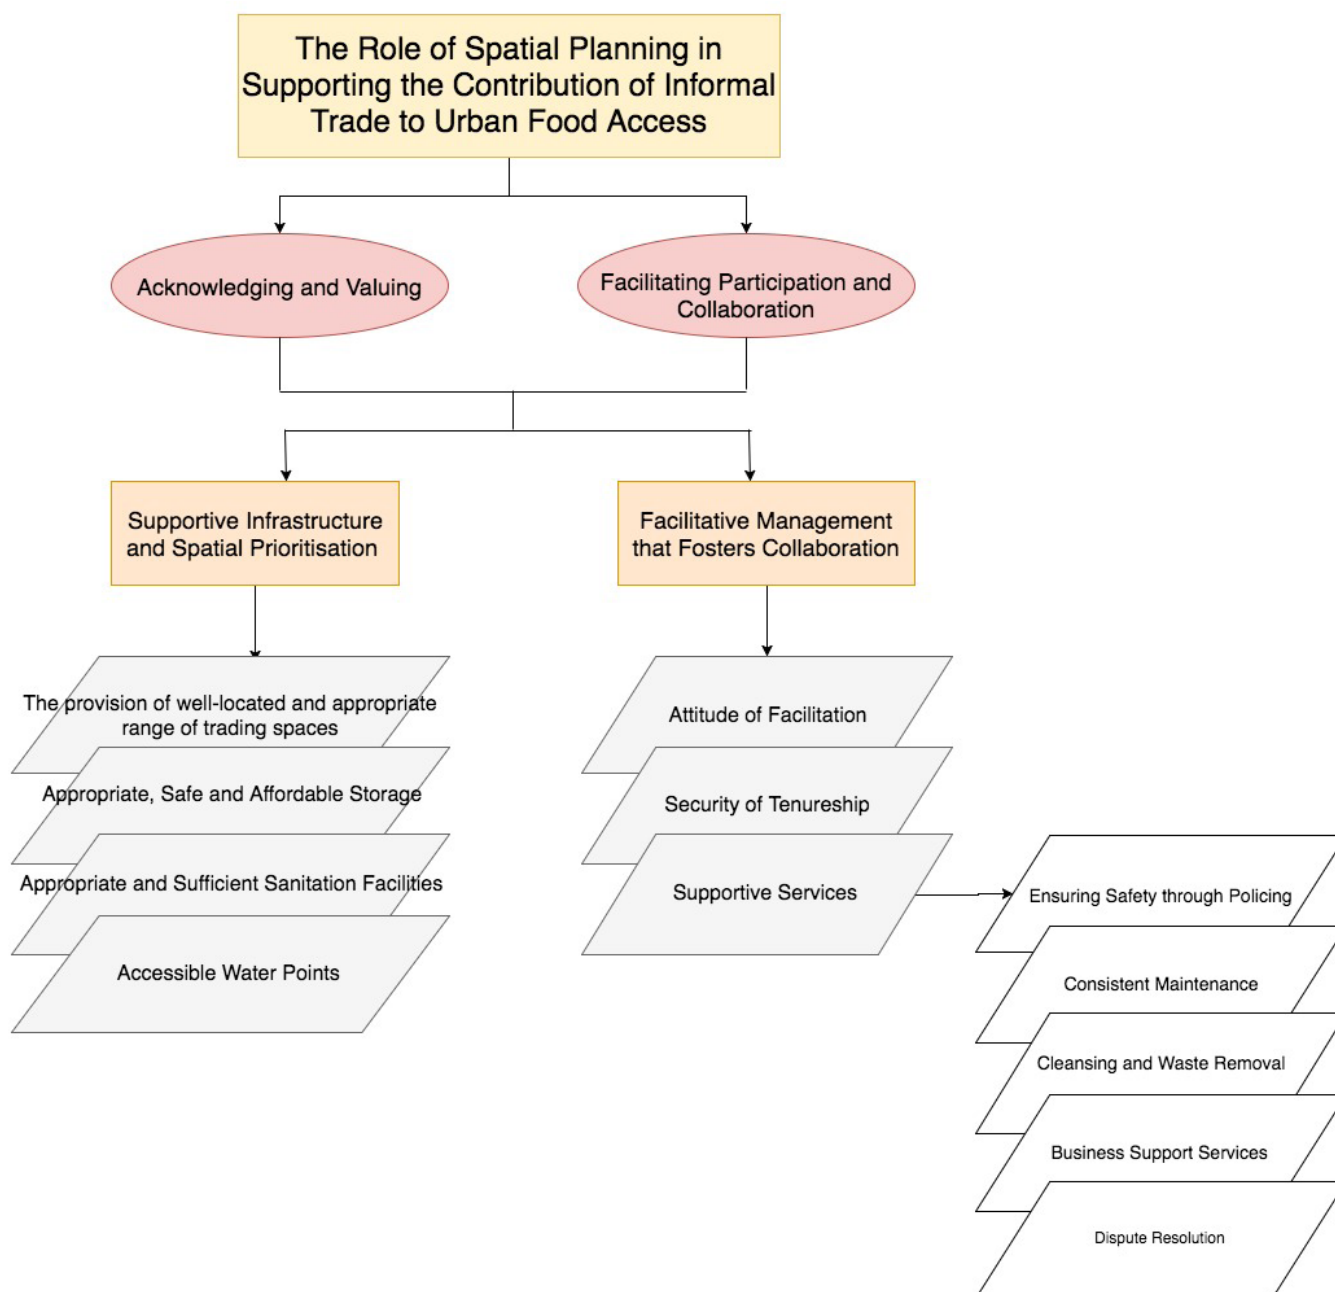 The Role of Spatial Planning in
Supporting the Contribution of Informal
Trade to Urban Food Access
Acknowledging and Valuing
Facilitating Participation and
Collaboration
Supportive Infrastructure
and Spatial Prioritisation
Facilitative Management
that Fosters Collaboration
The provision of well-located and appropriate
range of trading spaces
Appropriate, Safe and Affordable Storage
Appropriate and Sufficient Sanitation Facilities
Accessible Water Points
Attitude of Facilitation
Security of Tenureship
Supportive Services
Ensuring Safety through Policing
Consistent Maintenance
Cleansing and Waste Removal
Business Support Services
Dispute Resolution